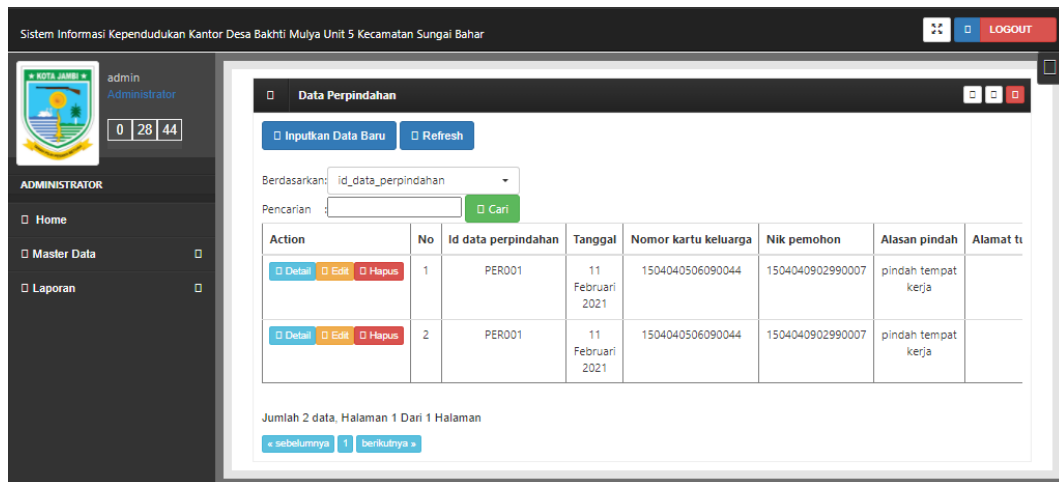 Sistem Informasi Kependudukan Kantor Desa Bakhti Mulya Unit 5 Kecamatan Sungai Bahar
LOGOUT
KOTA JAMBI
admin
Administrator
0 28 44
ADMINISTRATOR
Home
Master Data
Laporan
Data Perpindahan
Inputkan Data Baru Refresh
Berdasarkan: id_data_perpindahan
Pencarian :
Cari
Action No Id data perpindahan Tanggal Nomor kartu keluarga Nik pemohon Alasan pindah Alamat tu
Detail Edit Hapus 1 PER001 11 Februari 2021 1504040506090044 1504040902990007 pindah tempat kerja
Detail Edit Hapus 2 PER001 11 Februari 2021 1504040506090044 1504040902990007 pindah tempat kerja
Jumlah 2 data, Halaman 1 Dari 1 Halaman
« sebelumnya 1 berikutnya »